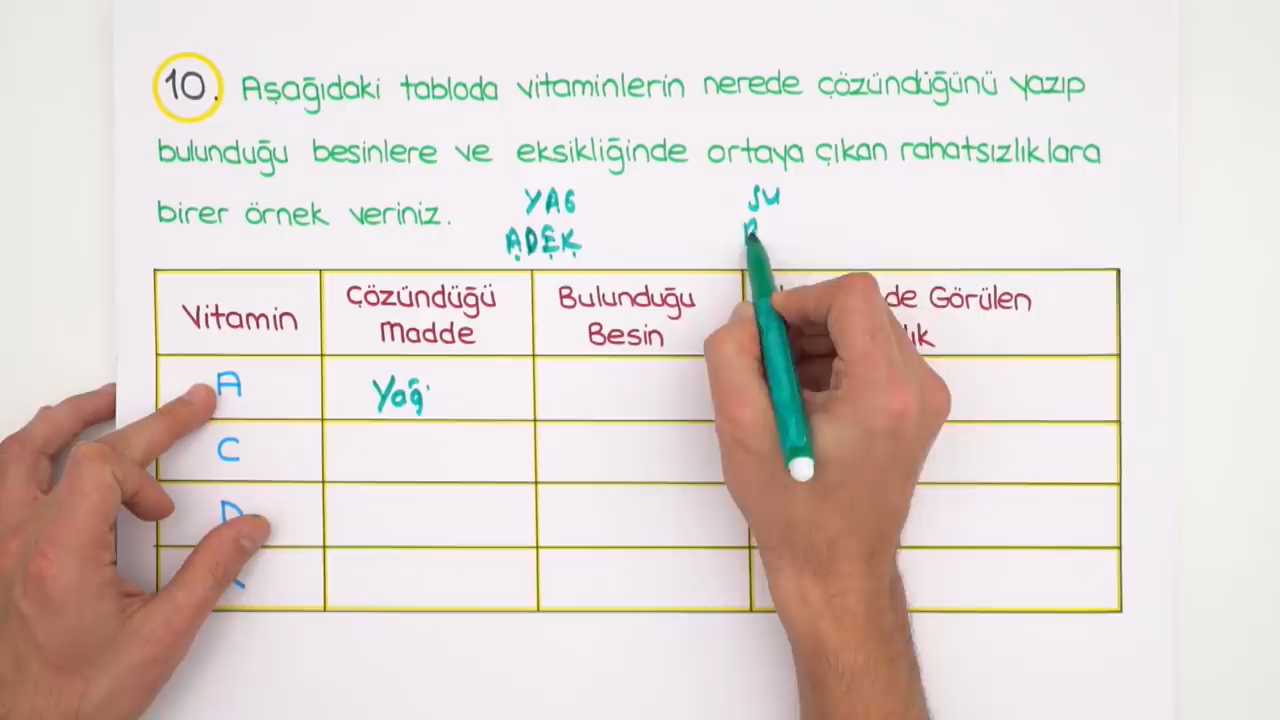 10. Aşağıdaki tabloda vitaminlerin nerede çözündüğünü yazıp
bulunduğu besinlere ve eksikliğinde ortaya çıkan rahatsızlıklara
birer örnek veriniz.
YAĞ SU
ADEK
Vitamin
Çözündüğü
Madde
Bulunduğu
Besin
Görülen
A Yağ
C